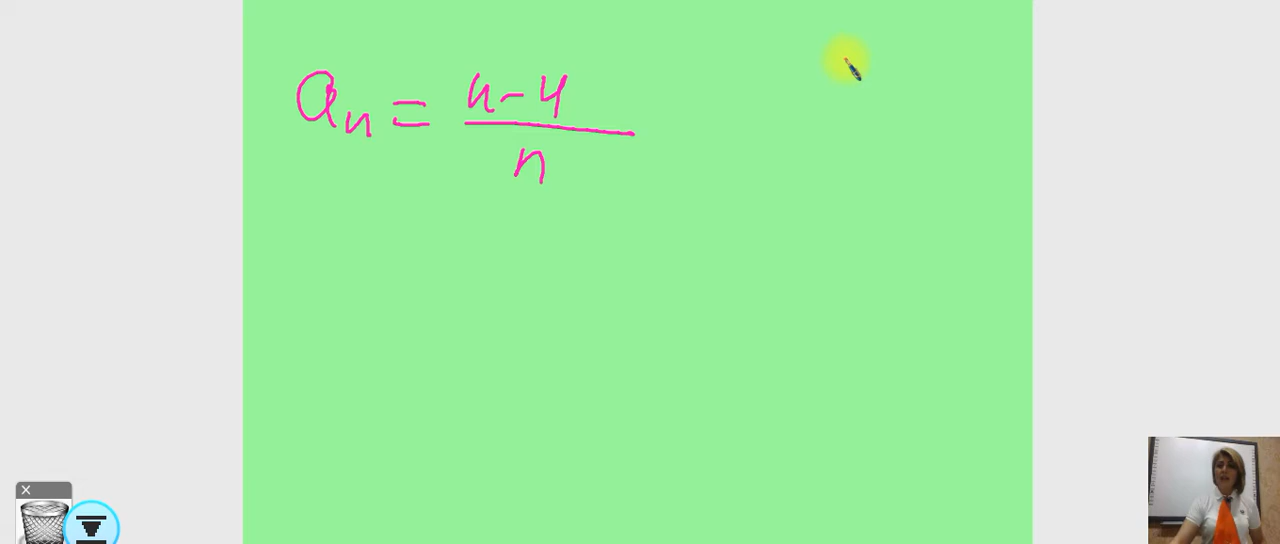 aₙ = (n-4)/n